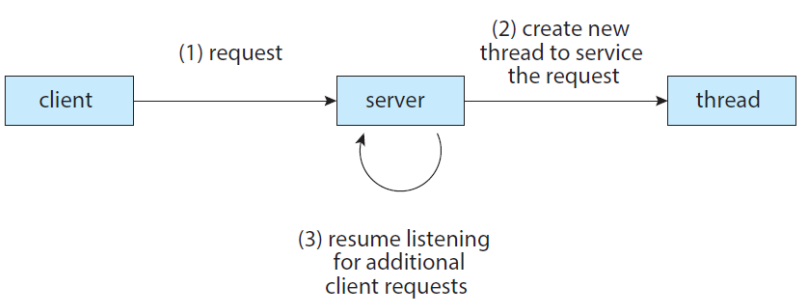 (1) request
(2) create new
thread to service
the request
client
server
thread
(3) resume listening
for additional
client requests